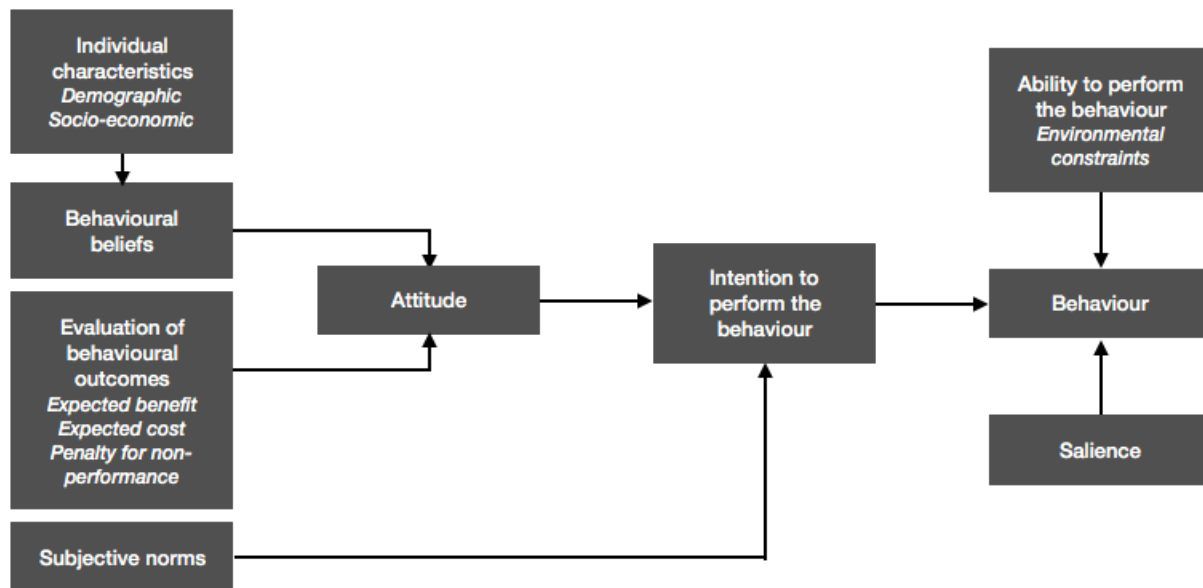 Individual
characteristics
Demographic
Socio-economic
Behavioural
beliefs
Evaluation of
behavioural
outcomes
Expected benefit
Expected cost
Penalty for non-
performance
Subjective norms
Attitude
Intention to
perform the
behaviour
Ability to perform
the behaviour
Environmental
constraints
Behaviour
Salience